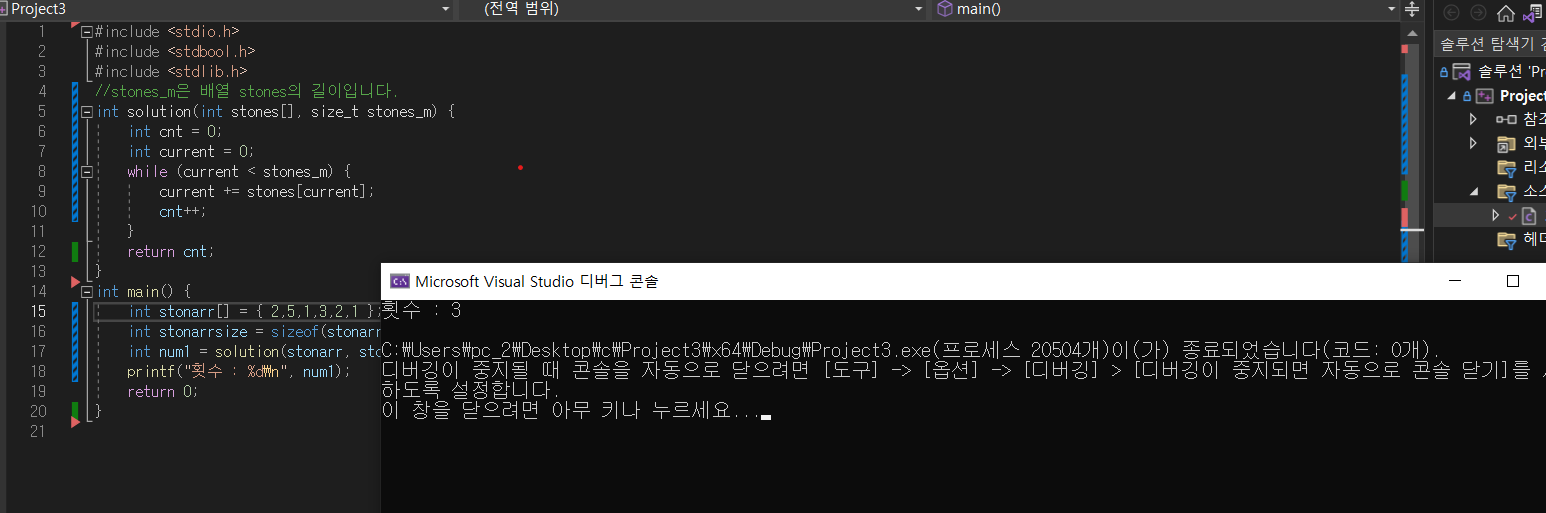 Project3 (전역 범위) main()
솔루션 탐색기
1 #include <stdio.h>
2 #include <stdbool.h>
3 #include <stdlib.h>
4 //stones_m은 배열 stones의 길이입니다.
5 int solution(int stones[], size_t stones_m) {
6 int cnt = 0;
7 int current = 0;
8 while (current < stones_m) {
9 current += stones[current];
10 cnt++;
11 }
12 return cnt;
13 }
14 int main() {
15 int stonarr[] = { 2,5,1,3,2,1 };
16 int stonarrsize = sizeof(stonarr
17 int num1 = solution(stonarr, sto
18 printf("횟수 : %d₩n", num1);
19 return 0;
20 }
21
솔루션 'Pr
Project
참조
외부
리소
소스
헤더
Microsoft Visual Studio 디버그 콘솔
횟수 : 3
C:₩Users₩pc_2₩Desktop₩c₩Project3₩x64₩Debug₩Project3.exe(프로세스 20504개)이(가) 종료되었습니다(코드: 0개).
디버깅이 중지될 때 콘솔을 자동으로 닫으려면 [도구] -> [옵션] -> [디버깅] > [디버깅이 중지되면 자동으로 콘솔 닫기]를
하도록 설정합니다.
이 창을 닫으려면 아무 키나 누르세요...